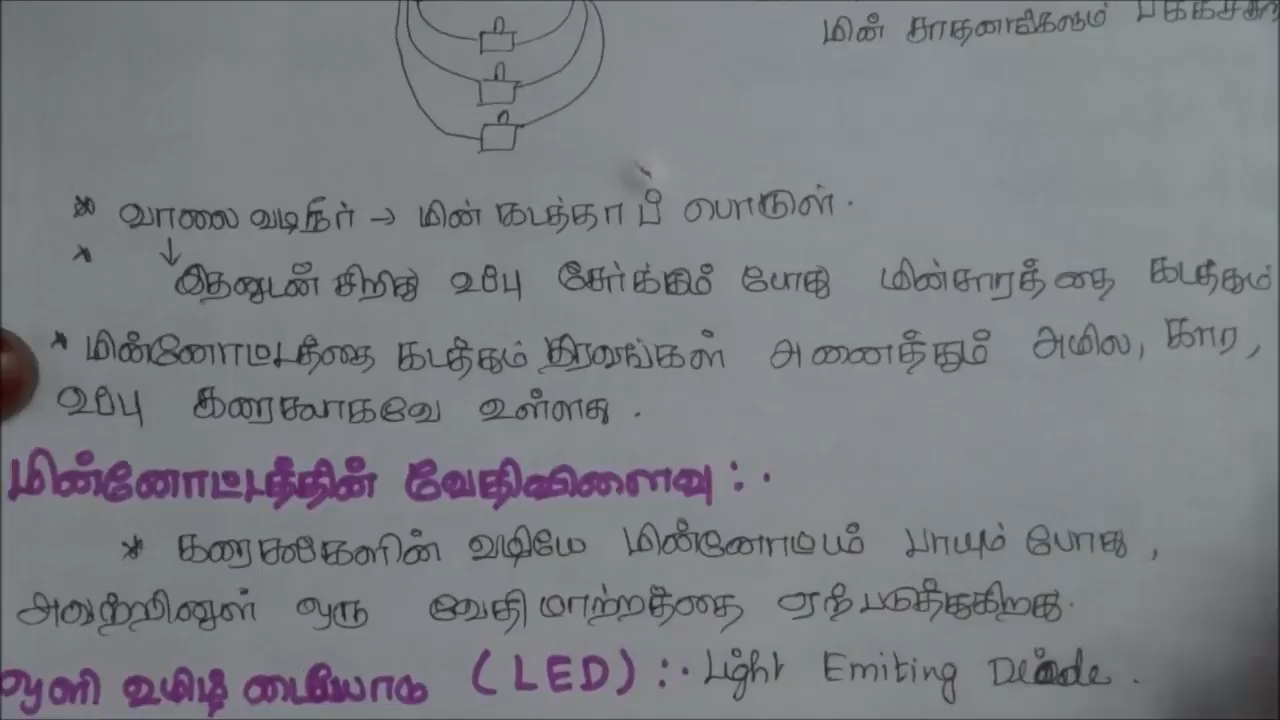 மின் சாதனங்களும்
* வாலை வடிநீர் → மின் கடத்தாப் பொருள்.
* ↓ இதனுடன் சிறிது உப்பு சேர்க்கும் போது மின்சாரத்தை கடத்தும்
* மின்னோட்டத்தை கடத்தும் திரவங்கள் அனைத்தும் அமில, கார,
உப்பு கரைசலாகவே உள்ளது.
மின்னோட்டத்தின் வேதிவிளைவு :.
* கரைசல்களின் வழியே மின்னோட்டம் பாயும் போது,
அவற்றினுள் ஒரு வேதி மாற்றத்தை ஏற்படுத்துகிறது.
ஒளி உமிழ் டையோடு (LED) :. Light Emiting Diode.